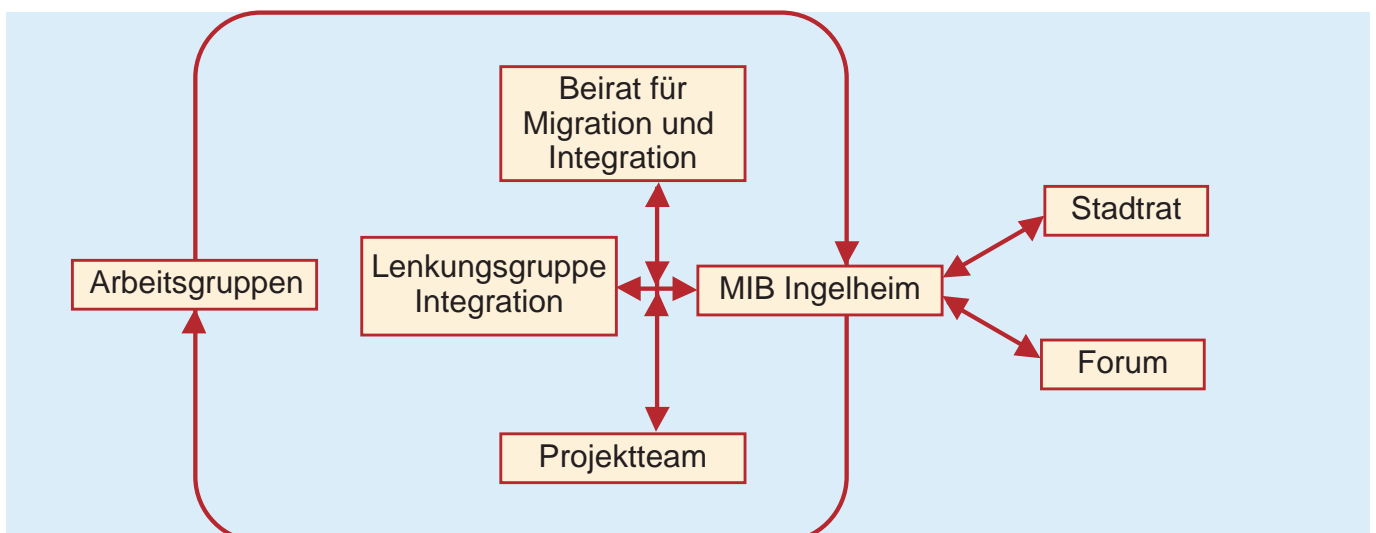 Beirat für
Migration und
Integration
Stadtrat
Arbeitsgruppen
Lenkungsgruppe
Integration
MIB Ingelheim
Forum
Projektteam